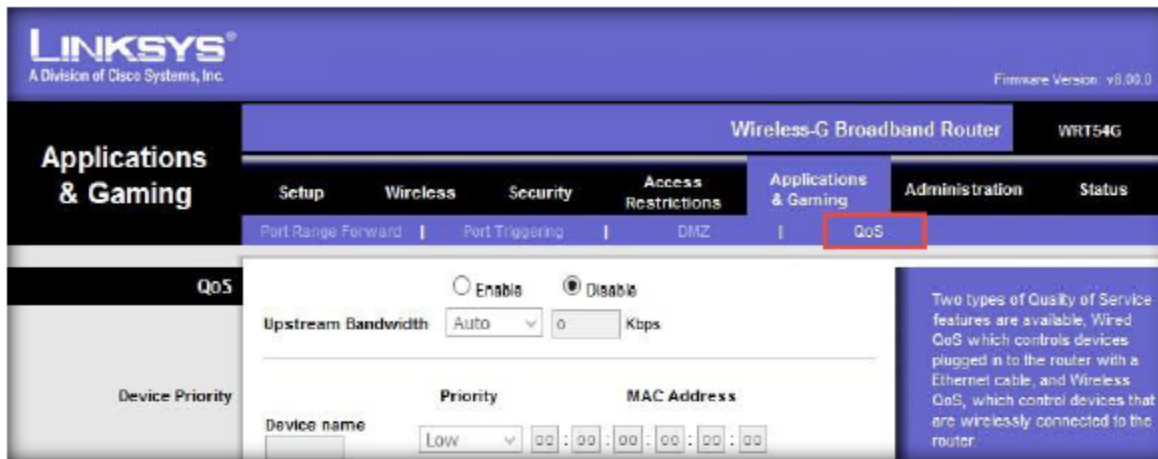 LINKSYS®
A Division of Cisco Systems, Inc.
Firmware Version: v8.00.0
Wireless-G Broadband Router WRT54G
Applications & Gaming
Setup Wireless Security Access Restrictions Applications & Gaming Administration Status
Port Range Forward | Port Triggering | DMZ | QoS
QoS
Enable Disable
Upstream Bandwidth Auto 0 Kbps
Device Priority
Priority MAC Address
Device name
Low 00 : 00 : 00 : 00 : 00 : 00
Two types of Quality of Service
features are available, Wired
QoS which controls devices
plugged in to the router with a
Ethernet cable, and Wireless
QoS, which control devices that
are wirelessly connected to the
router.